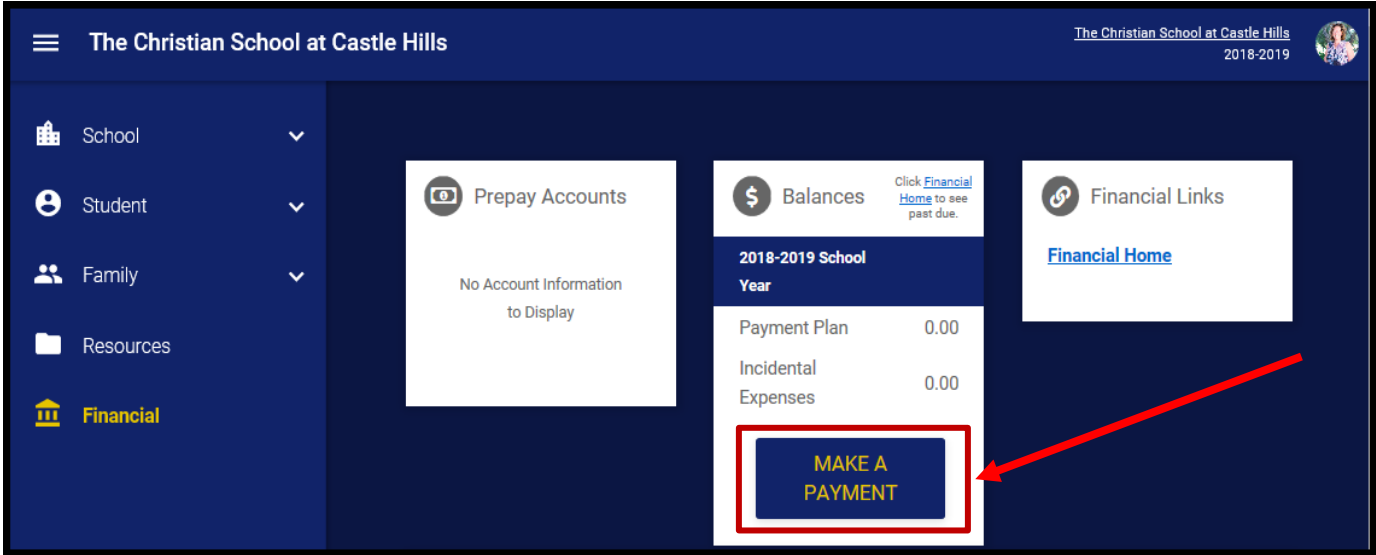 The Christian School at Castle Hills
The Christian School at Castle Hills
2018-2019
School
Student
Family
Resources
Financial
Prepay Accounts
No Account Information
to Display
Balances
Click Financial
Home to see
past due.
2018-2019 School
Year
Payment Plan 0.00
Incidental
Expenses 0.00
MAKE A
PAYMENT
Financial Links
Financial Home